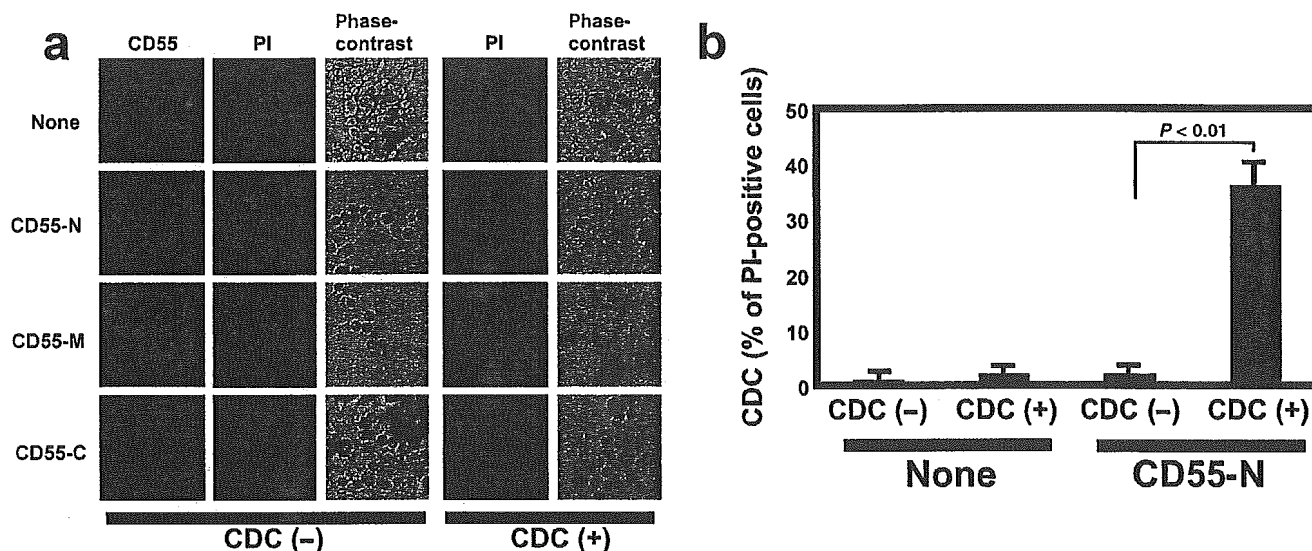 a
CD55
PI
Phase-
contrast
PI
Phase-
contrast
None
CD55-N
CD55-M
CD55-C
CDC (–)
CDC (+)
b
CDC (% of PI-positive cells)
50
40
30
20
10
0
P < 0.01
CDC (–)
CDC (+)
CDC (–)
CDC (+)
None
CD55-N